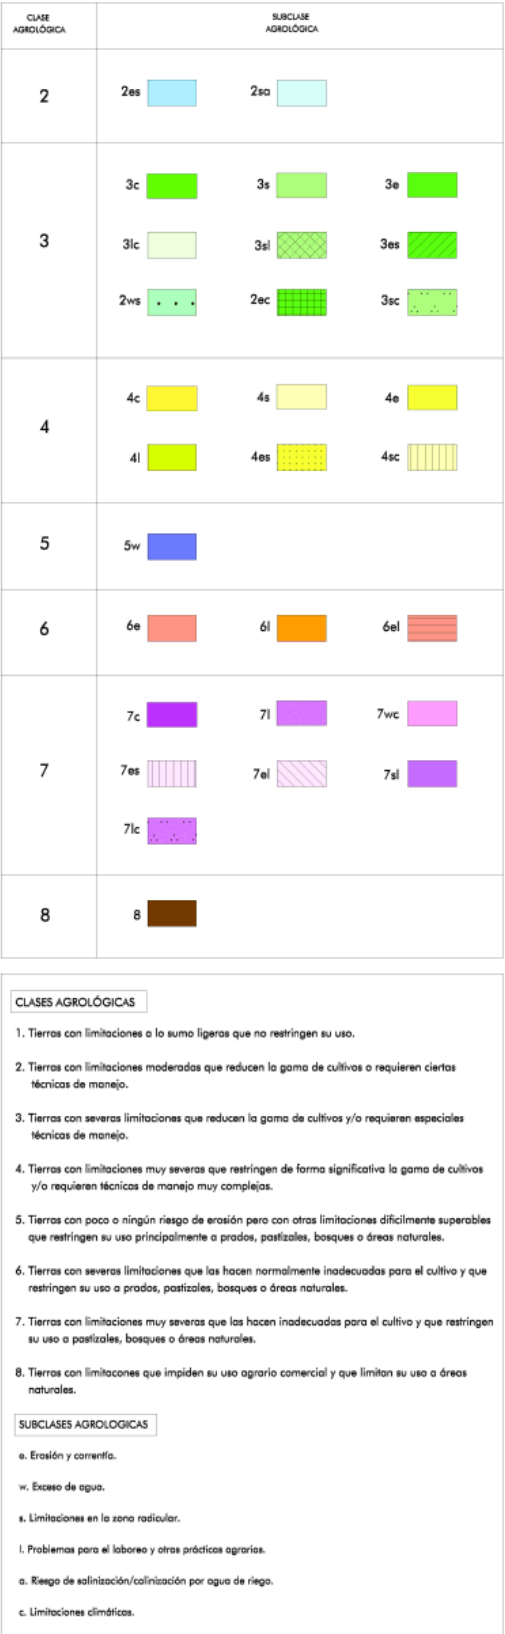 CLASE
AGROLÓGICA
SUBCLASE
AGROLÓGICA
2
2es
2sa
3
3c
3s
3e
3lc
3sl
3es
2ws
2ec
3sc
4
4c
4s
4e
4l
4es
4sc
5
5w
6
6e
6l
6el
7
7c
7l
7wc
7es
7el
7sl
7lc
8
8
CLASES AGROLÓGICAS
1. Tierras con limitaciones a lo sumo ligeras que no restringen su uso.
2. Tierras con limitaciones moderadas que reducen la gama de cultivos o requieren ciertas
técnicas de manejo.
3. Tierras con severas limitaciones que reducen la gama de cultivos y/o requieren especiales
técnicas de manejo.
4. Tierras con limitaciones muy severas que restringen de forma significativa la gama de cultivos
y/o requieren técnicas de manejo muy complejas.
5. Tierras con poco o ningún riesgo de erosión pero con otras limitaciones dificilmente superables
que restringen su uso principalmente a prados, pastizales, bosques o áreas naturales.
6. Tierras con severas limitaciones que las hacen normalmente inadecuadas para el cultivo y que
restringen su uso a prados, pastizales, bosques o áreas naturales.
7. Tierras con limitaciones muy severas que las hacen inadecuadas para el cultivo y que restringen
su uso a pastizales, bosques o áreas naturales.
8. Tierras con limitacones que impiden su uso agrario comercial y que limitan su uso a áreas
naturales.
SUBCLASES AGROLOGICAS
e. Erosión y correntía.
w. Exceso de agua.
s. Limitaciones en la zona radicular.
l. Problemas para el laboreo y otras prácticas agrarias.
a. Riesgo de salinización/calinización por agua de riego.
c. Limitaciones climáticas.